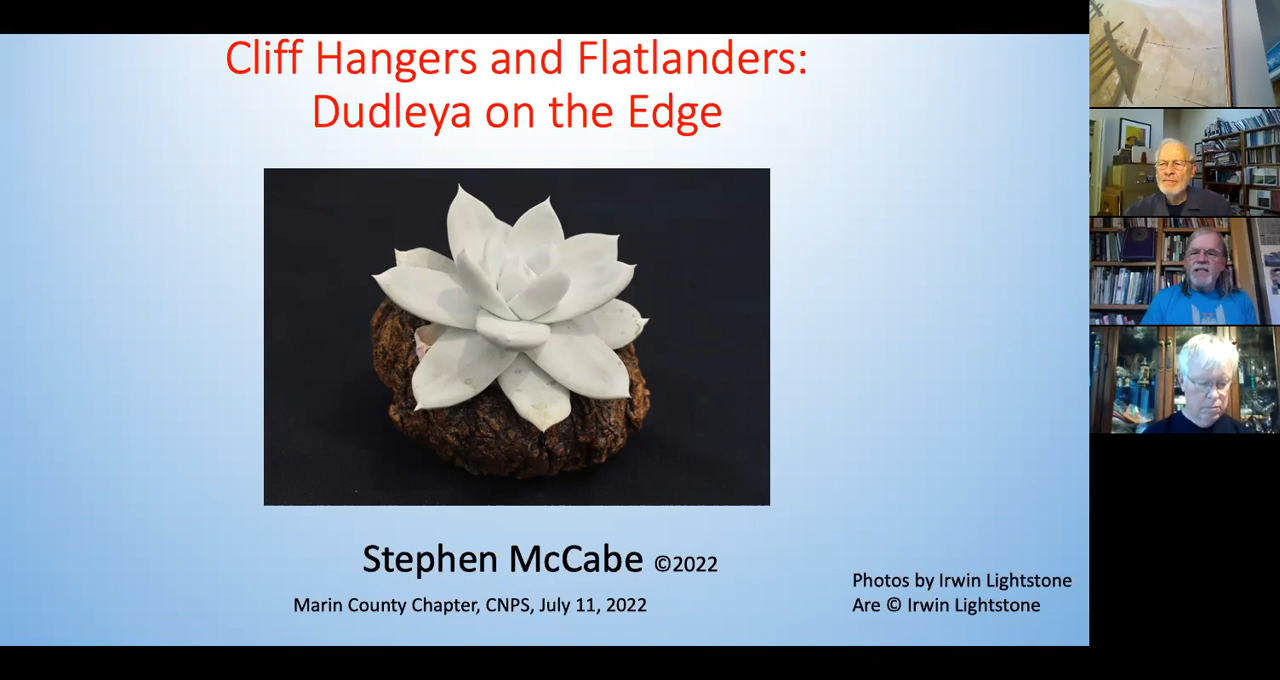 Cliff Hangers and Flatlanders:
Dudleya on the Edge
Stephen McCabe ©2022
Marin County Chapter, CNPS, July 11, 2022
Photos by Irwin Lightstone
Are © Irwin Lightstone